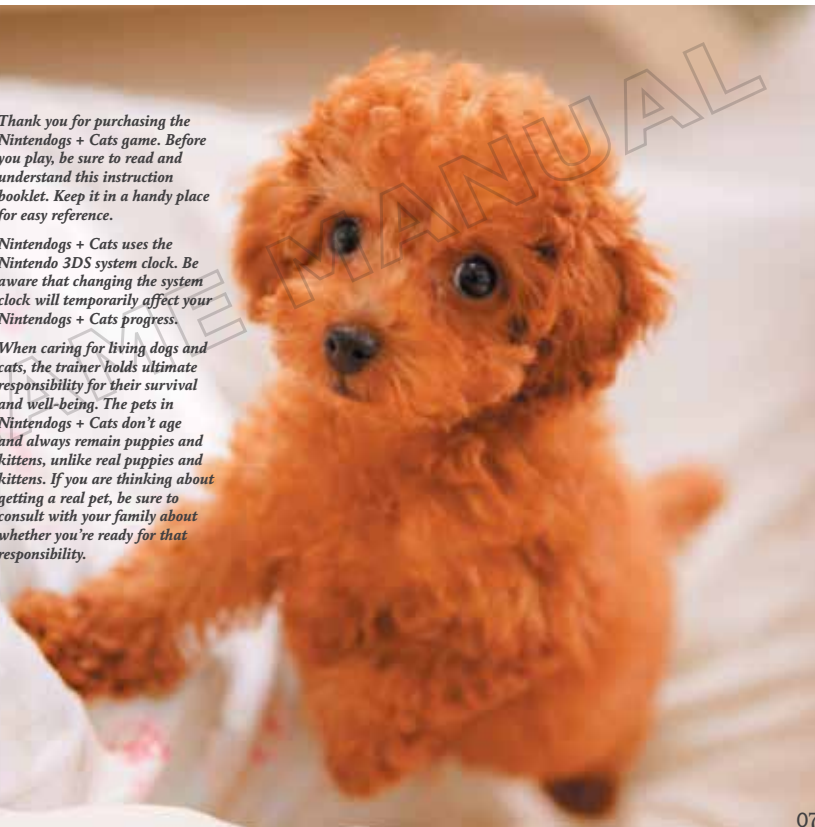 Thank you for purchasing the
Nintendogs + Cats game. Before
you play, be sure to read and
understand this instruction
booklet. Keep it in a handy place
for easy reference.
Nintendogs + Cats uses the
Nintendo 3DS system clock. Be
aware that changing the system
clock will temporarily affect your
Nintendogs + Cats progress.
When caring for living dogs and
cats, the trainer holds ultimate
responsibility for their survival
and well-being. The pets in
Nintendogs + Cats don't age
and always remain puppies and
kittens, unlike real puppies and
kittens. If you are thinking about
getting a real pet, be sure to
consult with your family about
whether you're ready for that
responsibility.
AME MANUAL
07